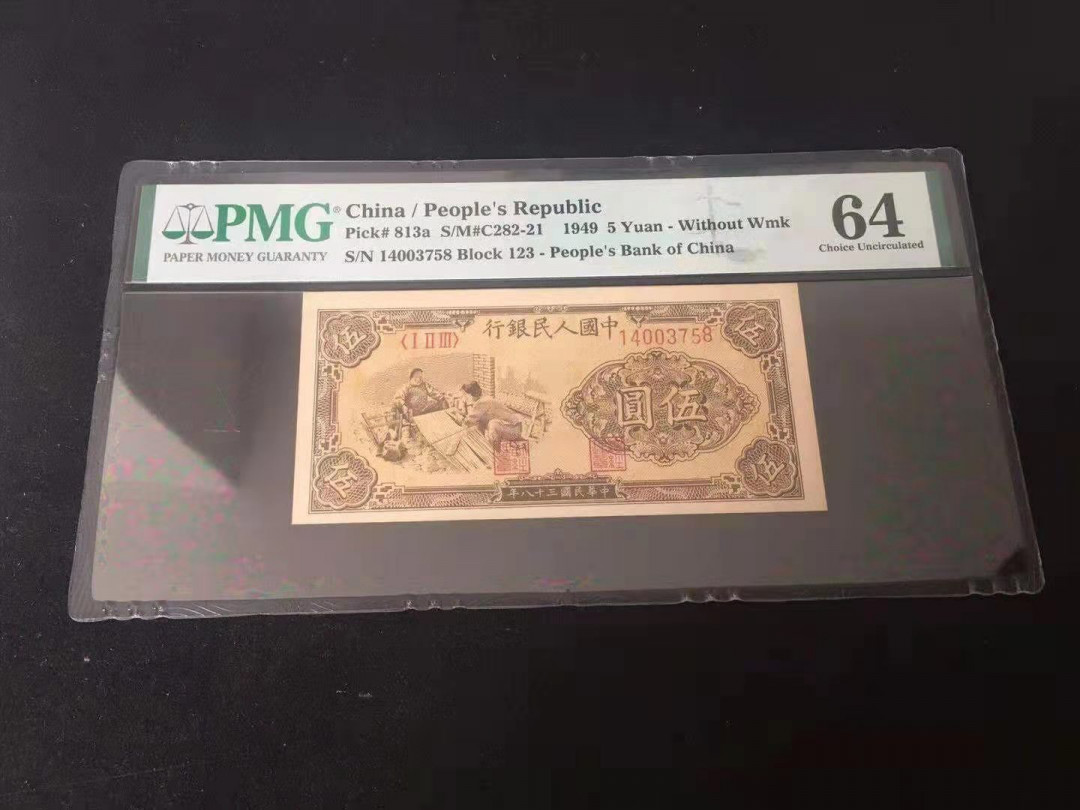 PMG®
PAPER MONEY GUARANTY
China / People's Republic
Pick# 813a S/M#C282-21 1949 5 Yuan - Without Wmk
S/N 14003758 Block 123 - People's Bank of China
64
Choice Uncirculated
伍
行銀民人國中
伍
〈I II III〉
14003758
圓伍
年八十三國民華中
伍
伍